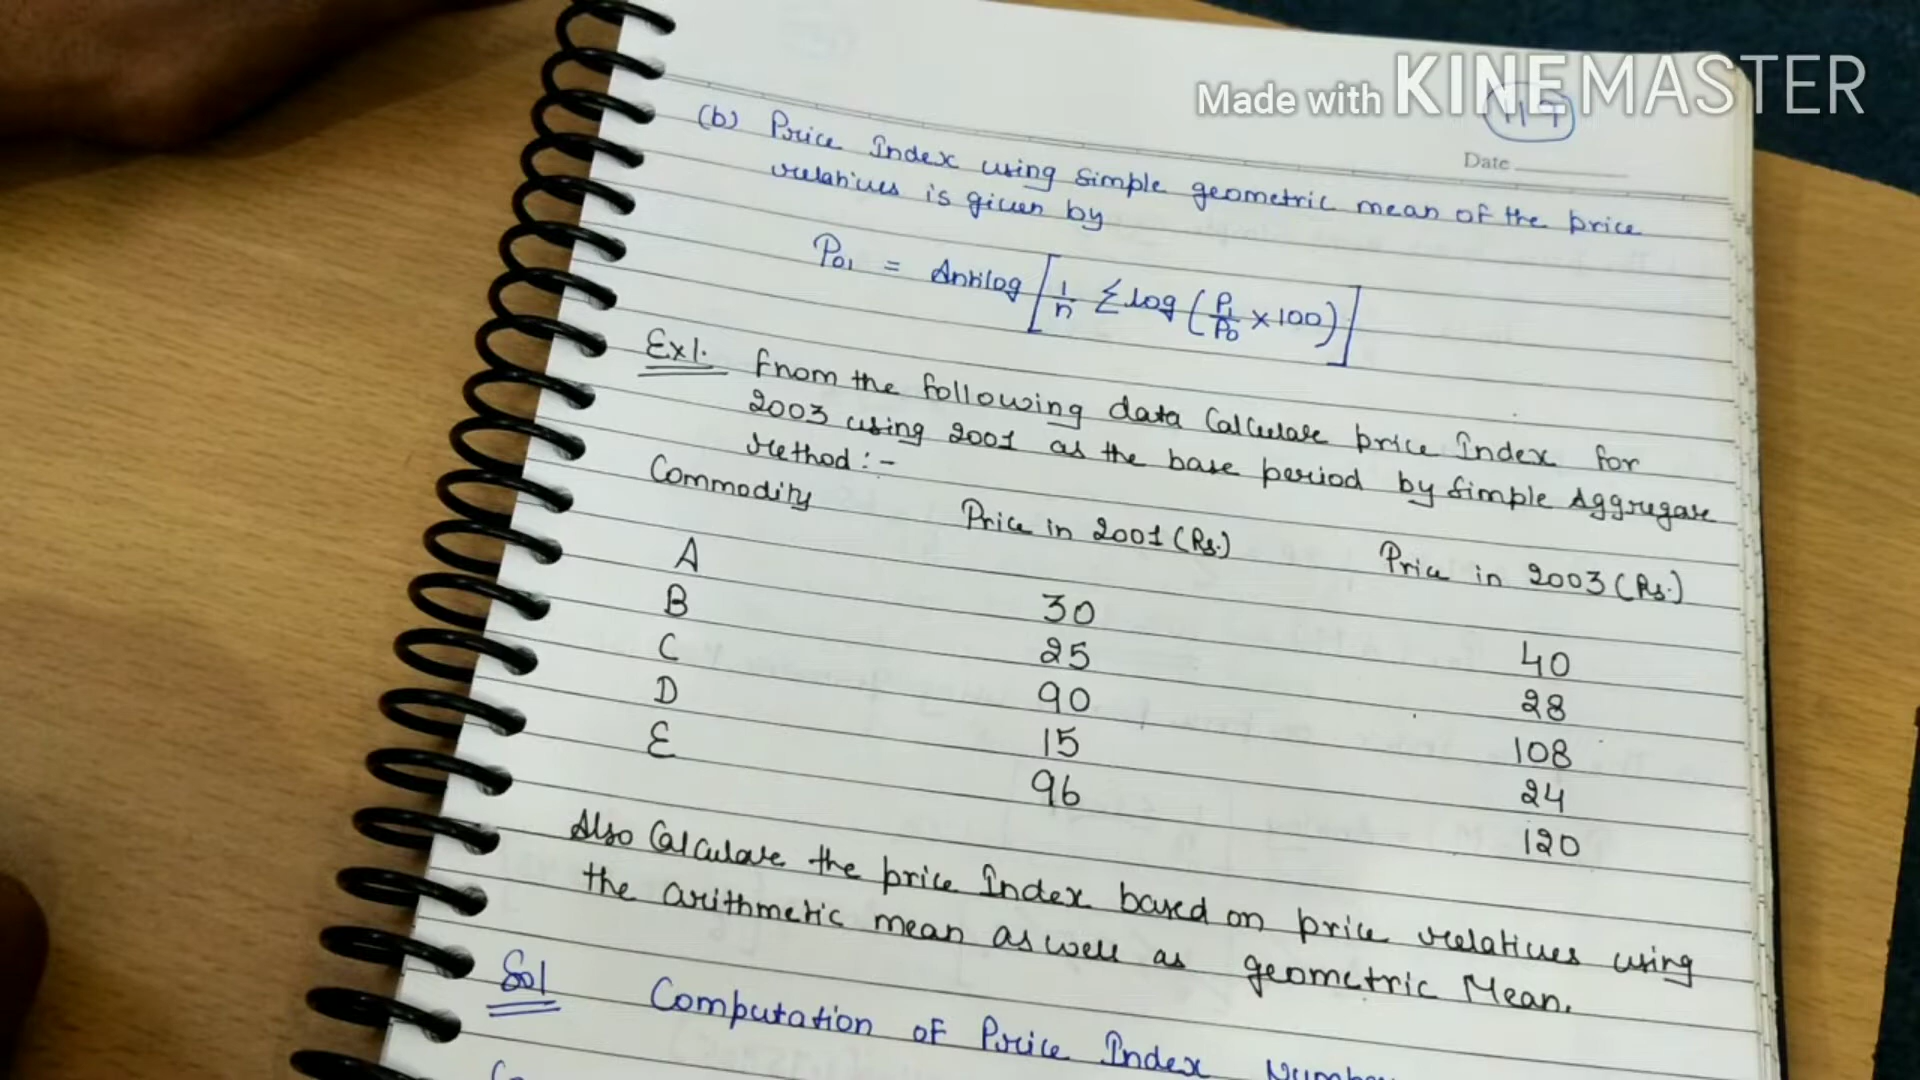 Made with KINEMASTER
Date
(b) Price Index using Simple geometric mean of the price
relatives is given by
P01 = Antilog [1/n Σ log (P1/P0 × 100)]
Ex1. From the following data Calculate price Index for
2003 using 2001 as the base period by Simple Aggregate
Method :-
Commodity Price in 2001 (Rs.) Price in 2003 (Rs.)
A 30 40
B 25 28
C 90 108
D 15 24
E 96 120
Also Calculate the price Index based on price relatives using
the arithmetic mean as well as geometric Mean.
Sol Computation of Price Index Number